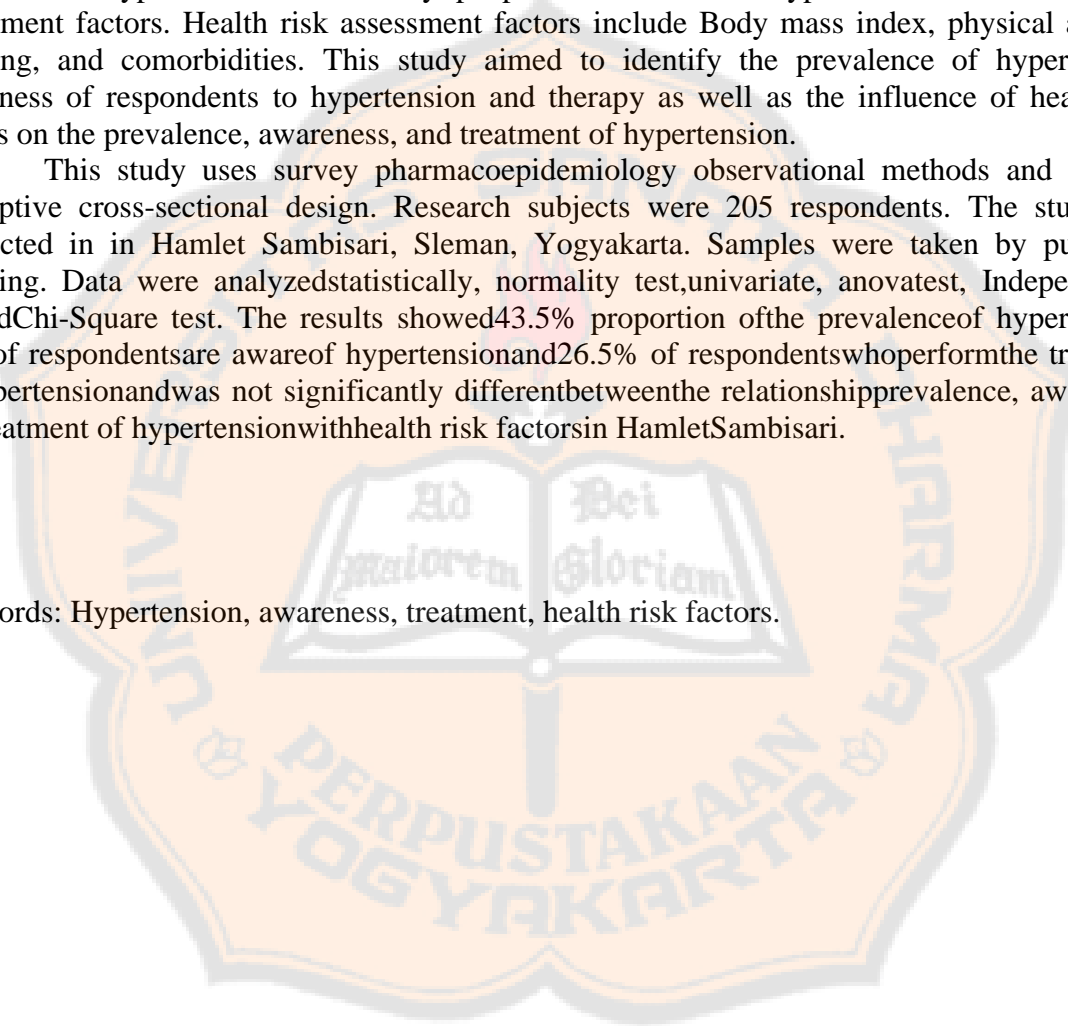 ment factors. Health risk assessment factors include Body mass index, physical a
ng, and comorbidities. This study aimed to identify the prevalence of hyper
ness of respondents to hypertension and therapy as well as the influence of hea
s on the prevalence, awareness, and treatment of hypertension.
This study uses survey pharmacoepidemiology observational methods and
ptive cross-sectional design. Research subjects were 205 respondents. The stu
cted in in Hamlet Sambisari, Sleman, Yogyakarta. Samples were taken by pu
ing. Data were analyzedstatistically, normality test,univariate, anovatest, Indepe
dChi-Square test. The results showed43.5% proportion ofthe prevalenceof hyper
of respondentsare awareof hypertensionand26.5% of respondentswhoperformthe tr
pertensionandwas not significantly differentbetweenthe relationshipprevalence, aw
eatment of hypertensionwithhealth risk factorsin HamletSambisari.
Ad Dei
Maiorem Gloriam
ords: Hypertension, awareness, treatment, health risk factors.
UNIVERSITAS SANATA DHARMA
PERPUSTAKAAN
YOGYAKARTA